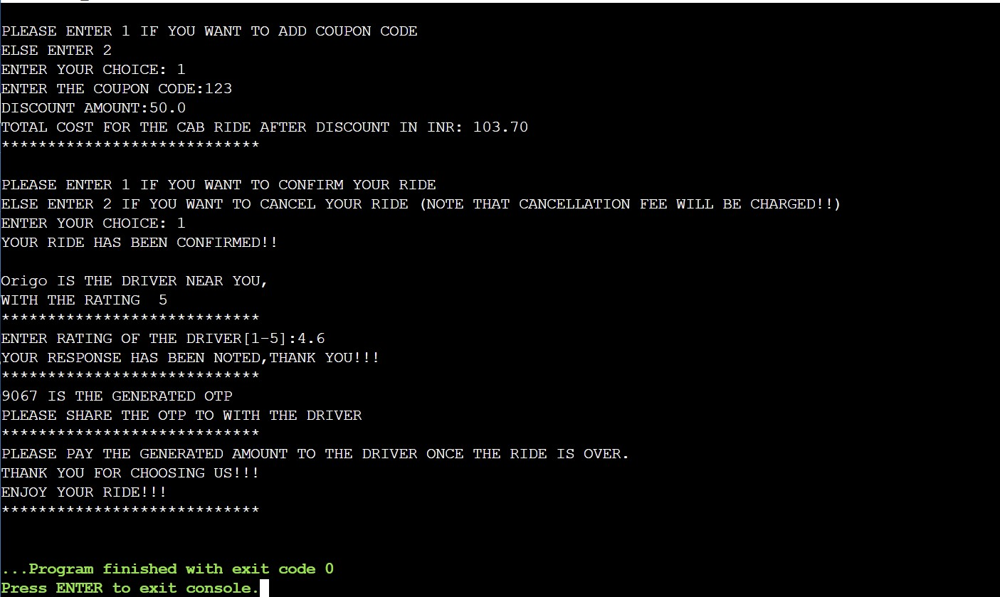 PLEASE ENTER 1 IF YOU WANT TO ADD COUPON CODE
ELSE ENTER 2
ENTER YOUR CHOICE: 1
ENTER THE COUPON CODE:123
DISCOUNT AMOUNT:50.0
TOTAL COST FOR THE CAB RIDE AFTER DISCOUNT IN INR: 103.70
****************************
PLEASE ENTER 1 IF YOU WANT TO CONFIRM YOUR RIDE
ELSE ENTER 2 IF YOU WANT TO CANCEL YOUR RIDE (NOTE THAT CANCELLATION FEE WILL BE CHARGED!!)
ENTER YOUR CHOICE: 1
YOUR RIDE HAS BEEN CONFIRMED!!
Origo IS THE DRIVER NEAR YOU,
WITH THE RATING  5
****************************
ENTER RATING OF THE DRIVER[1-5]:4.6
YOUR RESPONSE HAS BEEN NOTED,THANK YOU!!!
****************************
9067 IS THE GENERATED OTP
PLEASE SHARE THE OTP TO WITH THE DRIVER
****************************
PLEASE PAY THE GENERATED AMOUNT TO THE DRIVER ONCE THE RIDE IS OVER.
THANK YOU FOR CHOOSING US!!!
ENJOY YOUR RIDE!!!
****************************
...Program finished with exit code 0
Press ENTER to exit console.